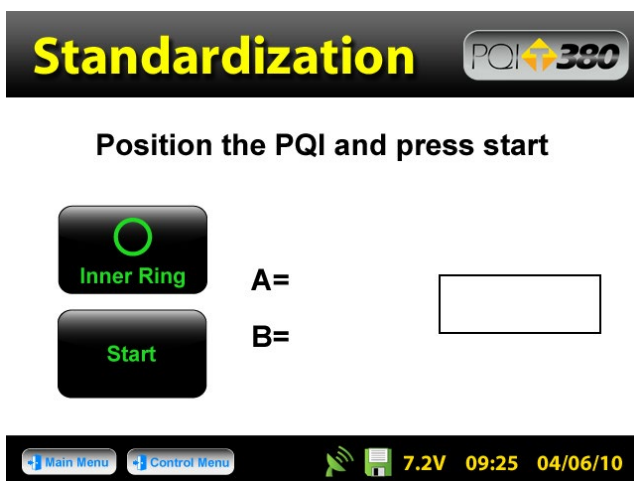 Standardization PQI T 380
Position the PQI and press start
Inner Ring
A=
Start
B=
Main Menu Control Menu 7.2V 09:25 04/06/10